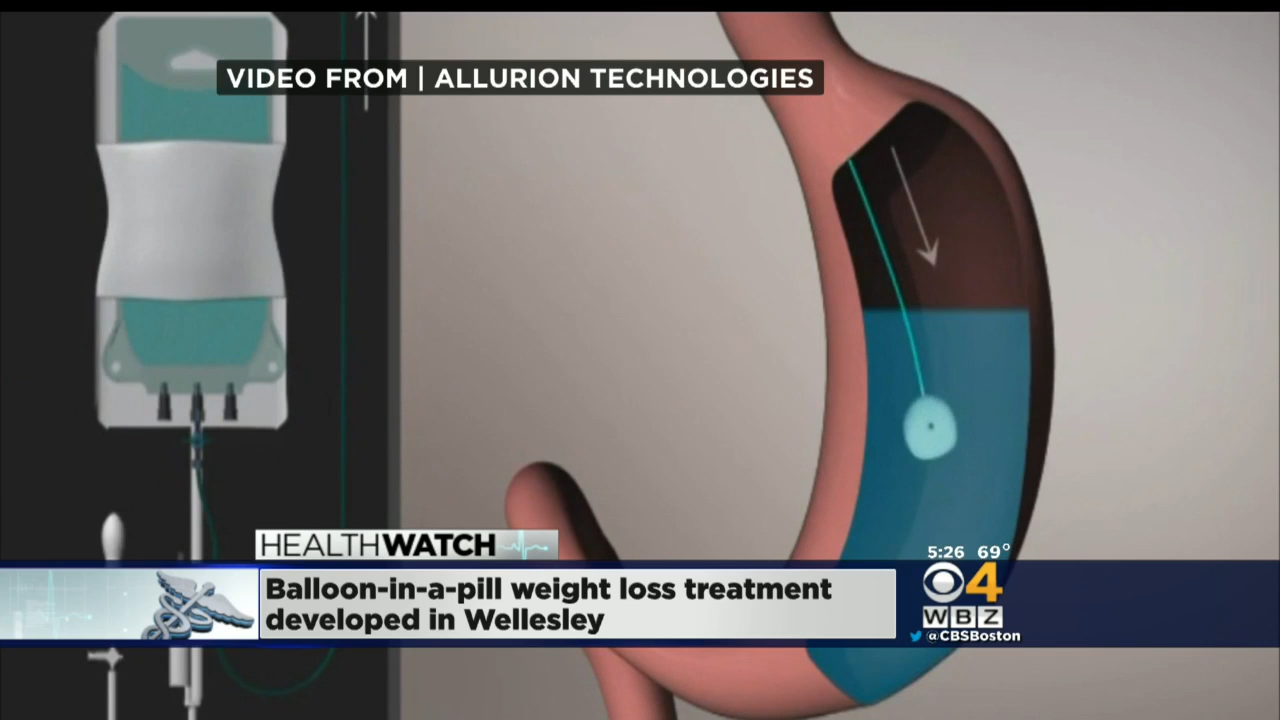 VIDEO FROM | ALLURION TECHNOLOGIES
HEALTHWATCH
Balloon-in-a-pill weight loss treatment
developed in Wellesley
5:26 69°
4
WBZ
@CBSBoston